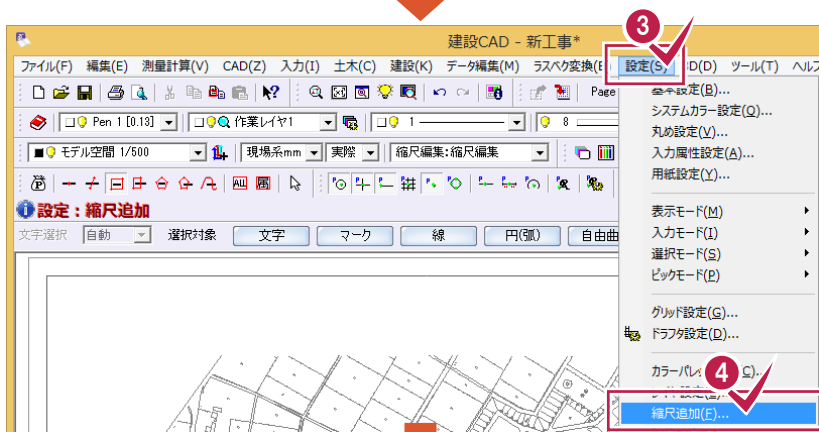 3
建設CAD - 新工事*
ファイル(F) 編集(E) 測量計算(V) CAD(Z) 入力(I) 土木(C) 建設(K) データ編集(M) ラスベク変換(E) 設定(S) 3D(D) ツール(T) ヘルプ
Page
Pen 1 [0.13] 作業レイヤ1 1 8
モデル空間 1/500 現場系mm 実際 縮尺編集:縮尺編集
設定：縮尺追加
文字選択 自動 選択対象 文字 マーク 線 円(弧) 自由曲
基本設定(B)...
システムカラー設定(O)...
丸め設定(V)...
入力属性設定(A)...
用紙設定(Y)...
表示モード(M)
入力モード(I)
選択モード(S)
ピックモード(P)
グリッド設定(G)...
ドラフタ設定(D)...
カラーパレ C)...
4
縮尺追加(F)...